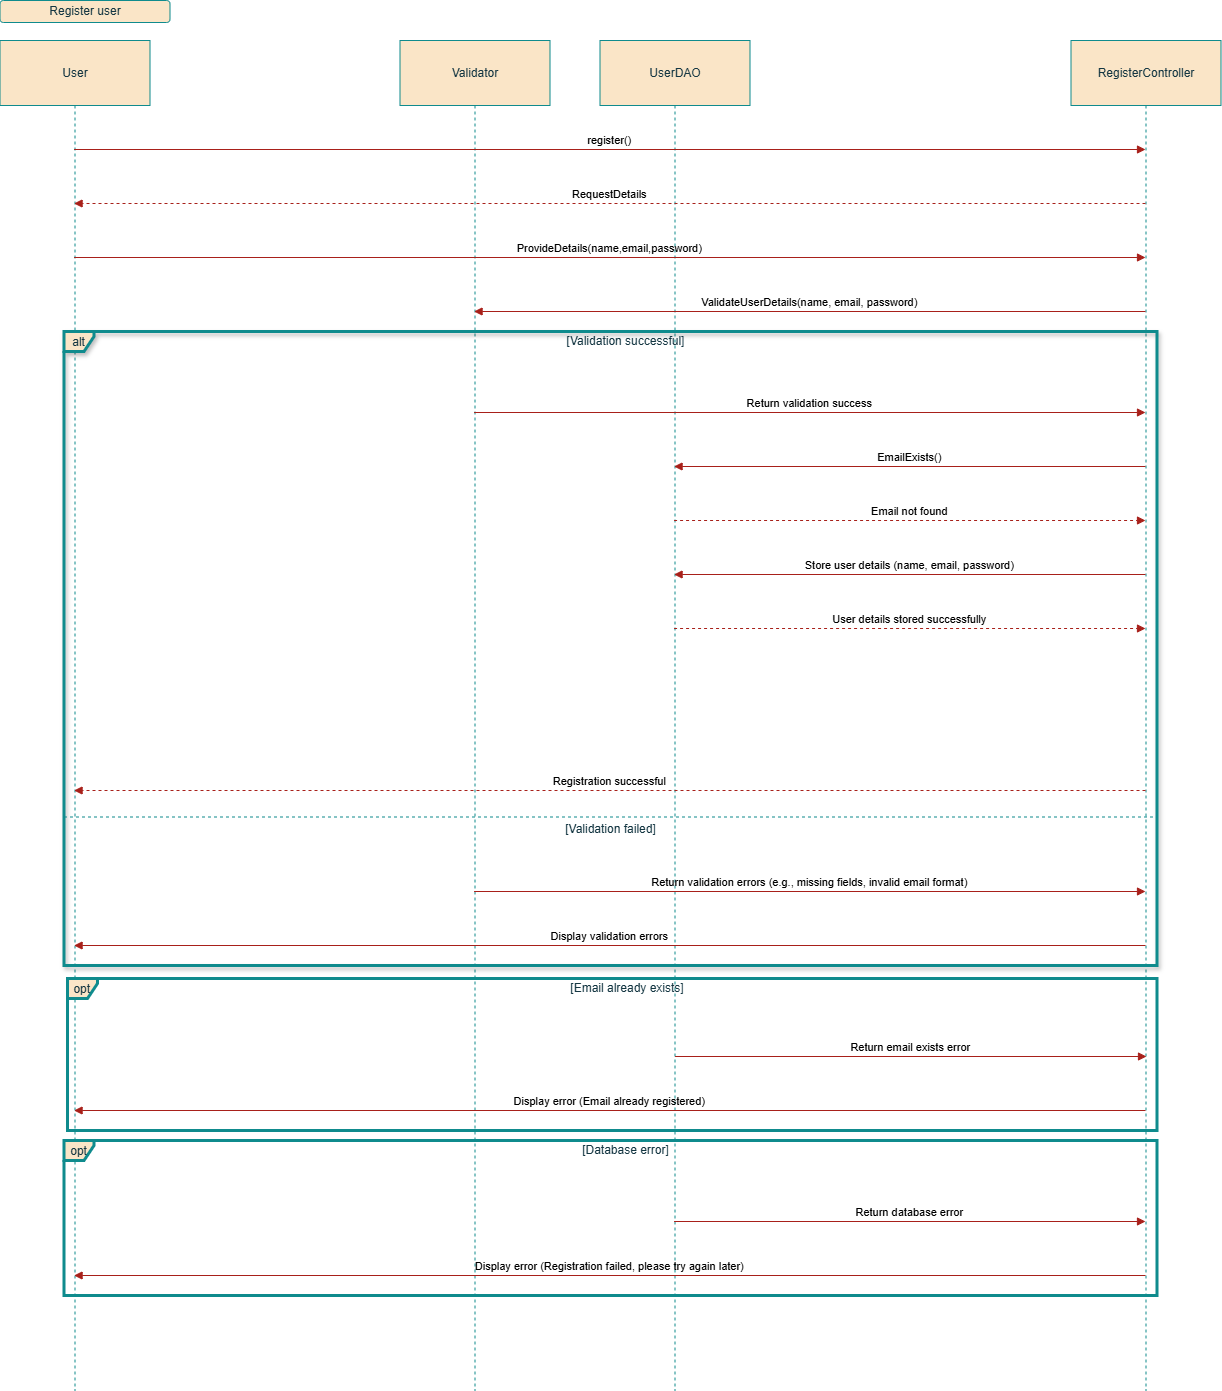 Register user
User
Validator
UserDAO
RegisterController
register()
RequestDetails
ProvideDetails(name,email,password)
ValidateUserDetails(name, email, password)
alt
[Validation successful]
Return validation success
EmailExists()
Email not found
Store user details (name, email, password)
User details stored successfully
Registration successful
[Validation failed]
Return validation errors (e.g., missing fields, invalid email format)
Display validation errors
opt
[Email already exists]
Return email exists error
Display error (Email already registered)
opt
[Database error]
Return database error
Display error (Registration failed, please try again later)